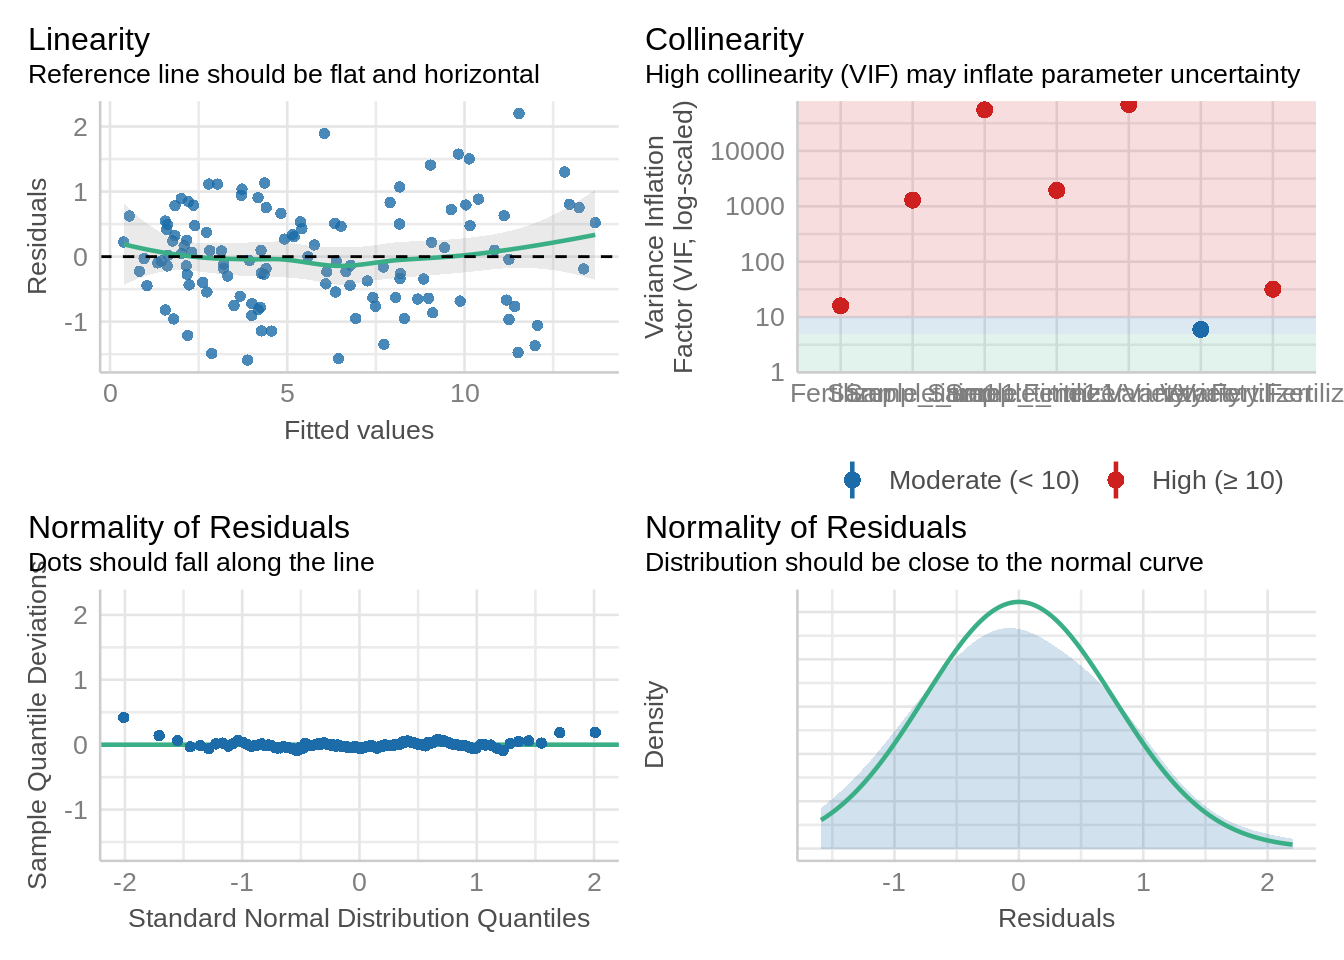 Linearity
Reference line should be flat and horizontal
Residuals
2
1
0
-1
0
5
10
Fitted values
Collinearity
High collinearity (VIF) may inflate parameter uncertainty
Variance Inflation
Factor (VIF, log-scaled)
10000
1000
100
10
1
Moderate (< 10)
High (≥ 10)
Normality of Residuals
Dots should fall along the line
Sample Quantile Deviations
2
1
0
-1
-2
-1
0
1
2
Standard Normal Distribution Quantiles
Normality of Residuals
Distribution should be close to the normal curve
Density
-1
0
1
2
Residuals